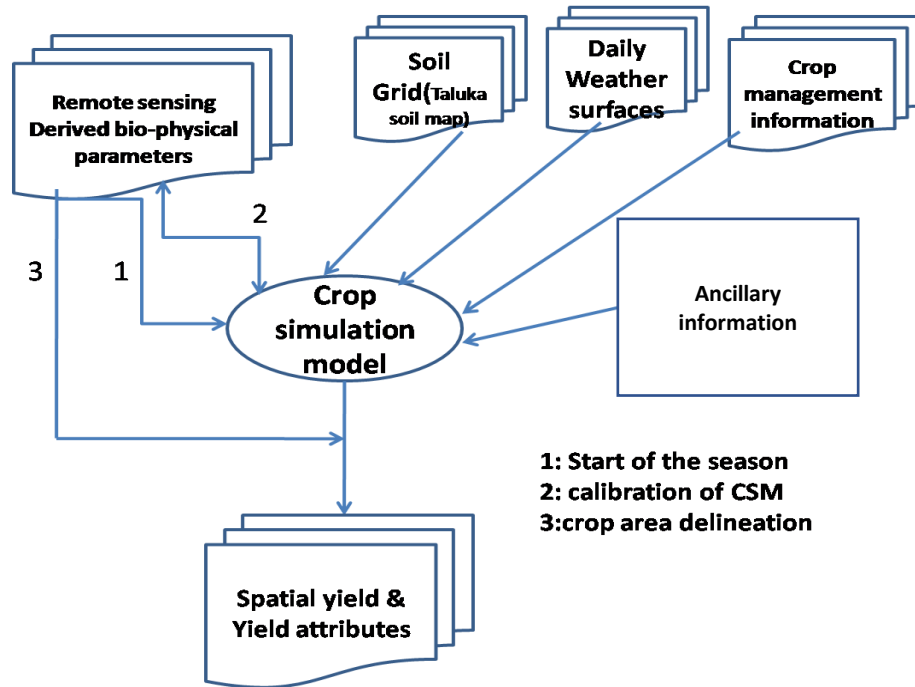 Remote sensing
Derived bio-physical
parameters
Soil
Grid(Taluka
soil map)
Daily
Weather
surfaces
Crop
management
information
2
3
1
Crop
simulation
model
Ancillary
information
1: Start of the season
2: calibration of CSM
3:crop area delineation
Spatial yield &
Yield attributes